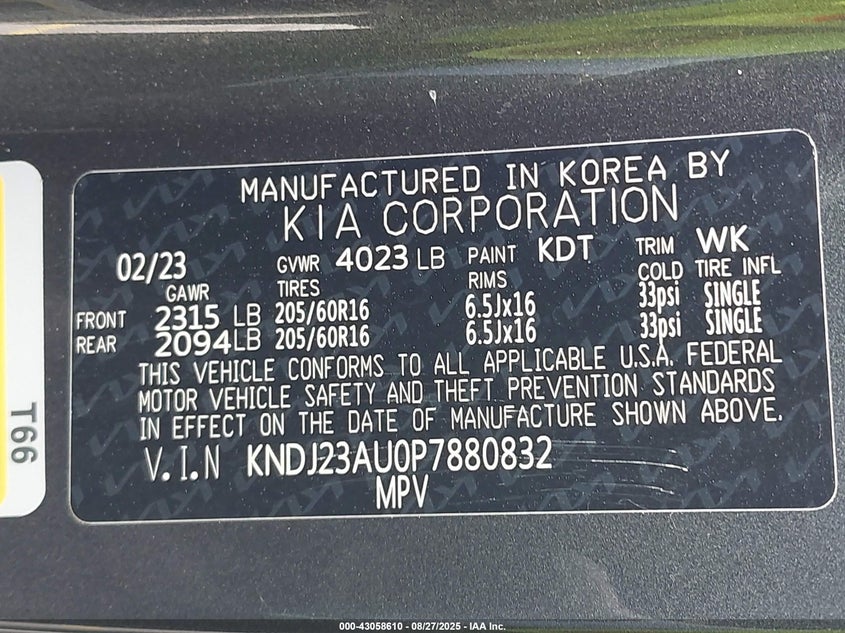 MANUFACTURED IN KOREA BY
KIA CORPORATION
02/23 GVWR 4023 LB PAINT KDT TRIM WK
GAWR TIRES RIMS COLD TIRE INFL
FRONT 2315 LB 205/60R16 6.5Jx16 33psi SINGLE
REAR 2094 LB 205/60R16 6.5Jx16 33psi SINGLE
THIS VEHICLE CONFORMS TO ALL APPLICABLE U.S.A. FEDERAL
MOTOR VEHICLE SAFETY AND THEFT PREVENTION STANDARDS
IN EFFECT ON THE DATE OF MANUFACTURE SHOWN ABOVE.
V.I.N KNDJ23AU0P7880832
MPV
T66
000-43058610 - 08/27/2025 - IAA Inc.